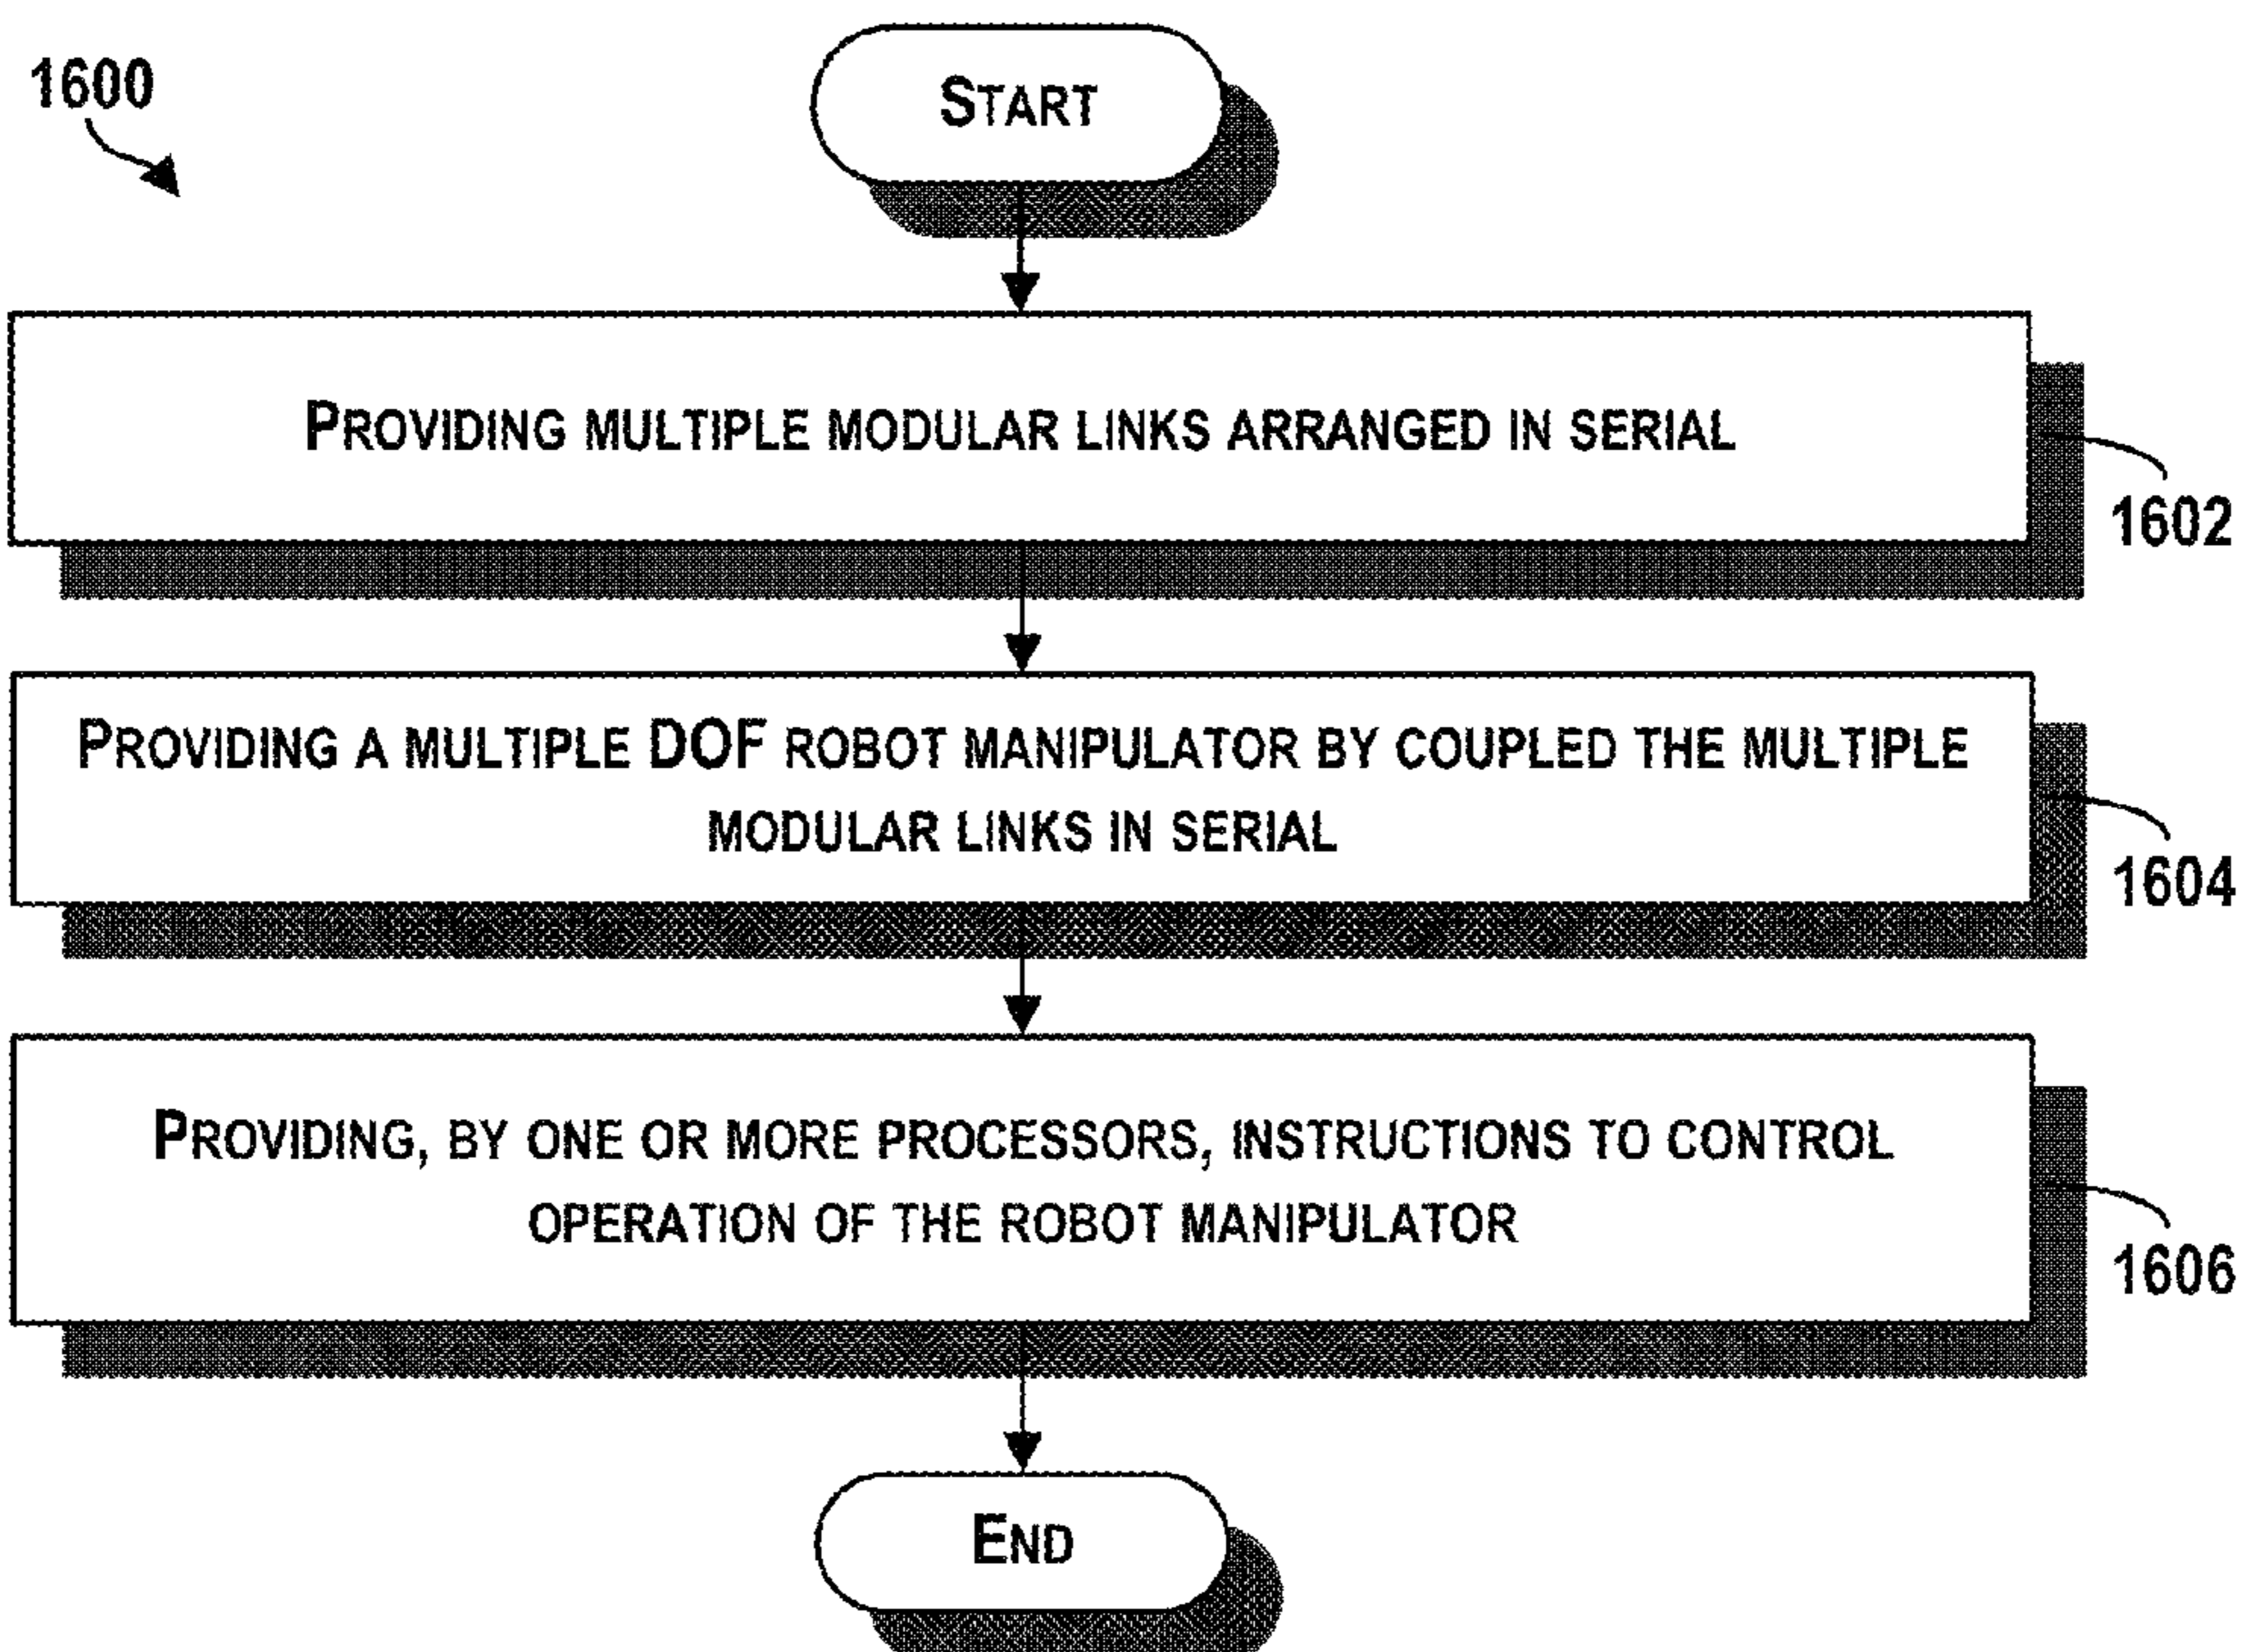 1600
START
PROVIDING MULTIPLE MODULAR LINKS ARRANGED IN SERIAL
1602
PROVIDING A MULTIPLE DOF ROBOT MANIPULATOR BY COUPLED THE MULTIPLE
MODULAR LINKS IN SERIAL
1604
PROVIDING, BY ONE OR MORE PROCESSORS, INSTRUCTIONS TO CONTROL
OPERATION OF THE ROBOT MANIPULATOR
1606
END